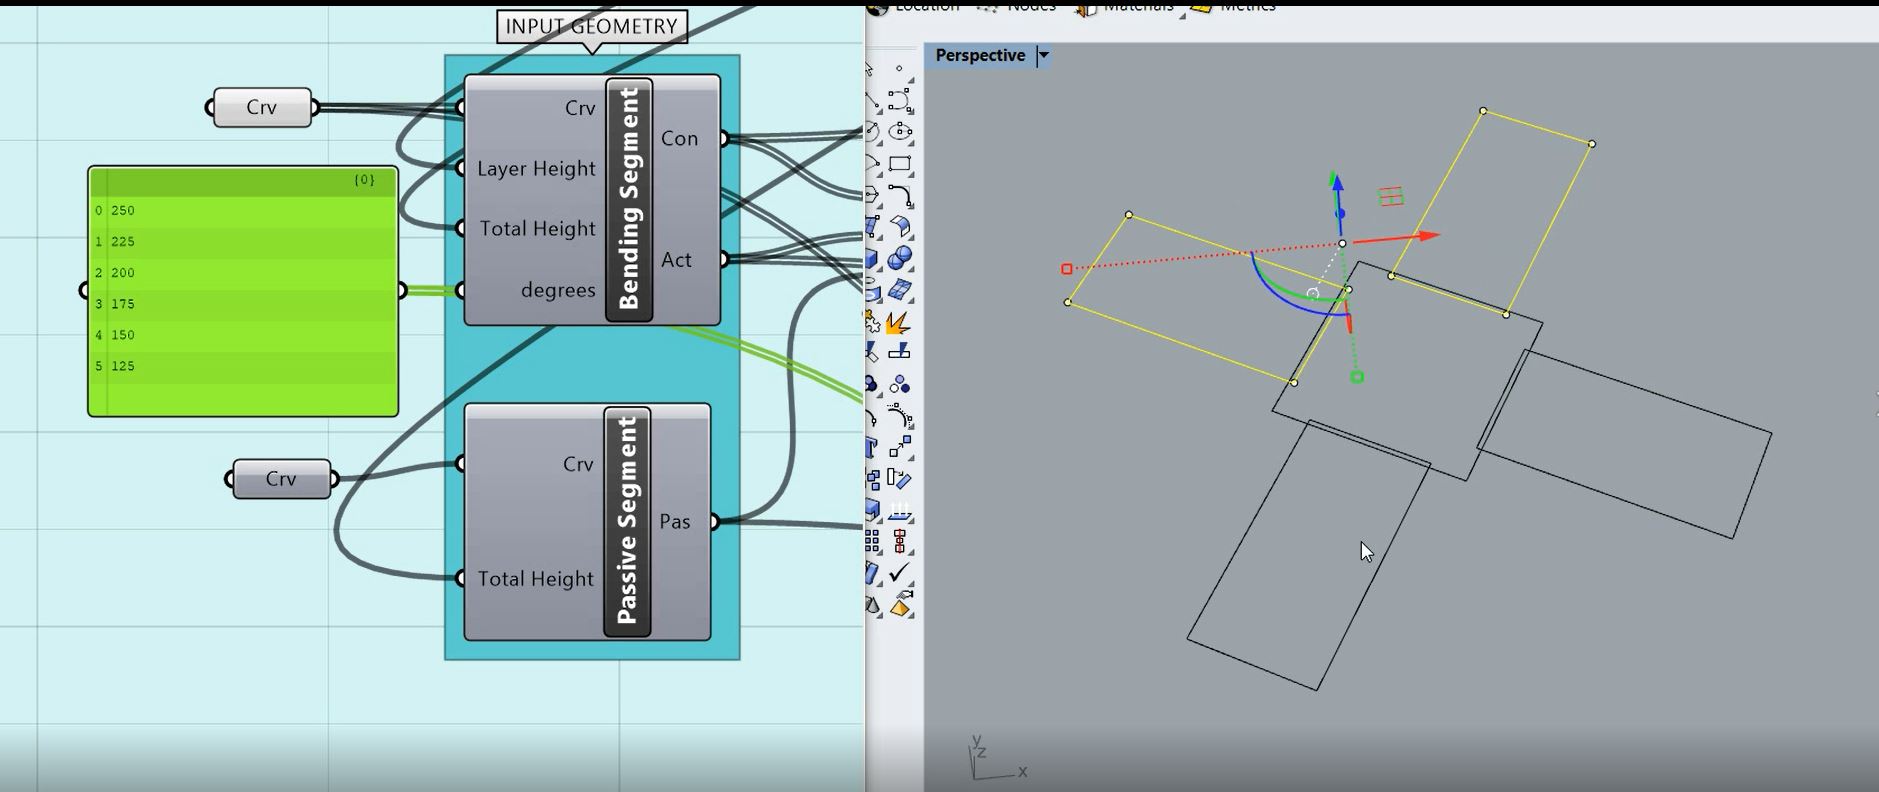 INPUT GEOMETRY
Crv
Crv
Layer Height
Total Height
degrees
Bending Segment
Con
Act
{0}
0 250
1 225
2 200
3 175
4 150
5 125
Crv
Crv
Total Height
Passive Segment
Pas
Location
Nodes
Materials
Metrics
Perspective
y
z
x